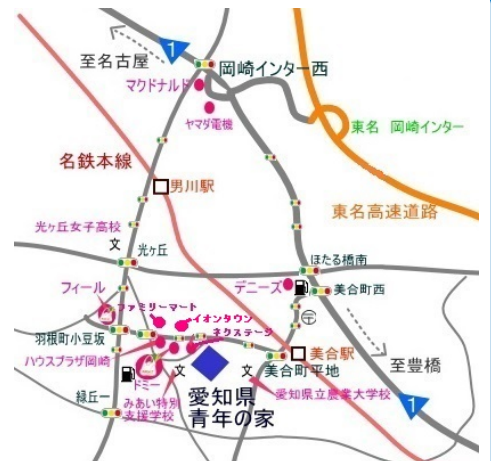 1
至名古屋
岡崎インター西
マクドナルド
ヤマダ電機
東名 岡崎インター
名鉄本線
男川駅
東名高速道路
光ヶ丘女子高校
文
光ヶ丘
ほたる橋南
フィール
デニーズ
美合町西
ファミリーマート
イオンタウン
ネクステージ
〒
羽根町小豆坂
ハウスプラザ岡崎
美合駅
至豊橋
ドミー
文
文
美合町平地
緑丘一
みあい特別
支援学校
愛知県
青年の家
愛知県立農業大学校
1